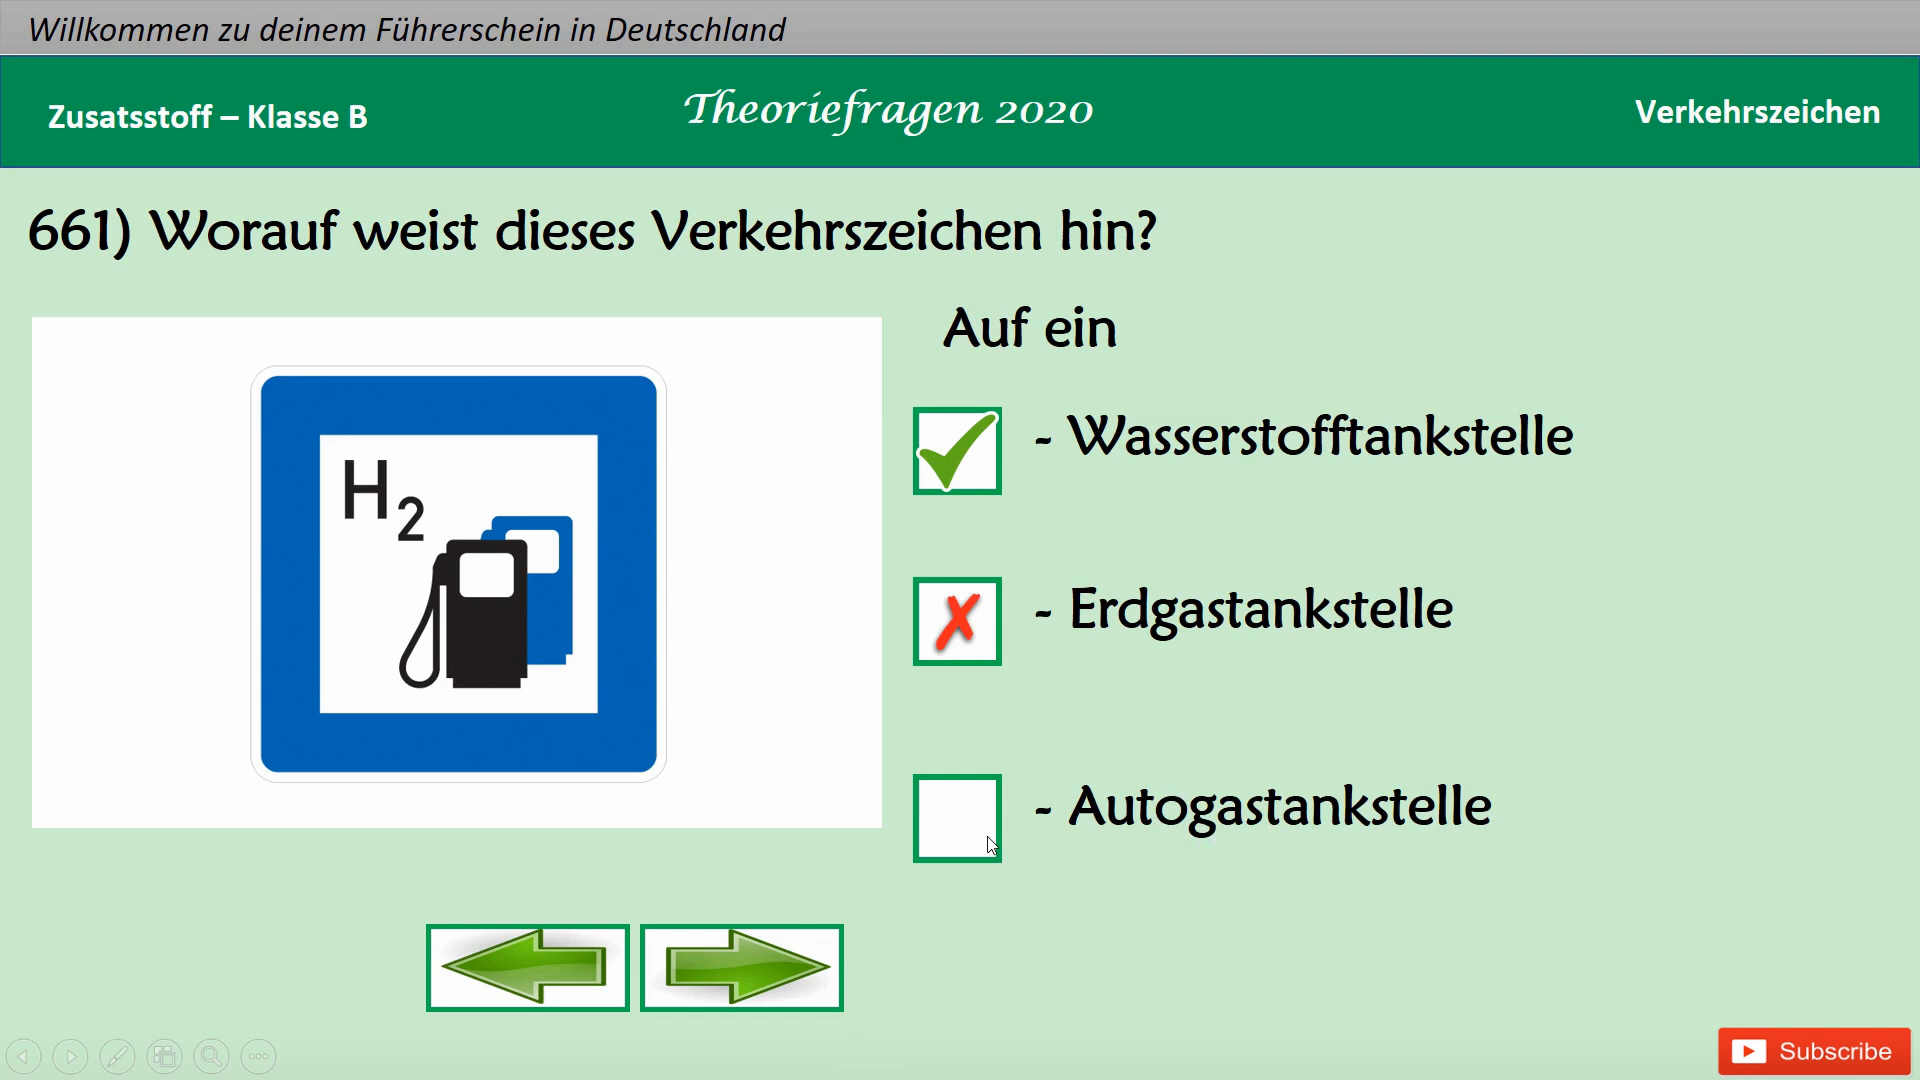 Willkommen zu deinem Führerschein in Deutschland
Zusatsstoff – Klasse B
Theoriefragen 2020
Verkehrszeichen
661) Worauf weist dieses Verkehrszeichen hin?
Auf ein
H2
- Wasserstofftankstelle
- Erdgastankstelle
- Autogastankstelle
Subscribe